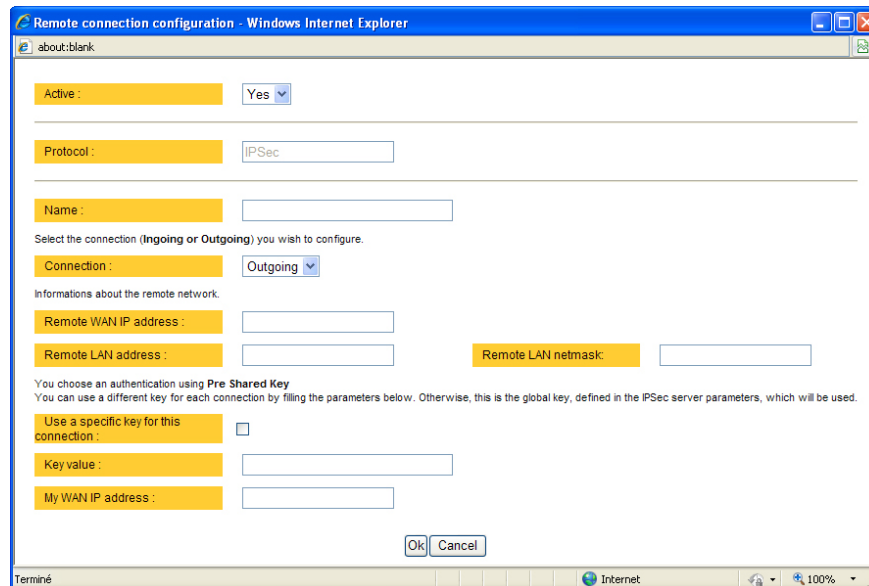 Remote connection configuration - Windows Internet Explorer
about:blank
Active :
Yes
Protocol :
IPSec
Name :
Select the connection (Ingoing or Outgoing) you wish to configure.
Connection :
Outgoing
Informations about the remote network.
Remote WAN IP address :
Remote LAN address :
Remote LAN netmask:
You choose an authentication using Pre Shared Key
You can use a different key for each connection by filling the parameters below. Otherwise, this is the global key, defined in the IPSec server parameters, which will be used.
Use a specific key for this
connection :
Key value :
My WAN IP address :
Ok Cancel
Terminé
Internet
100%